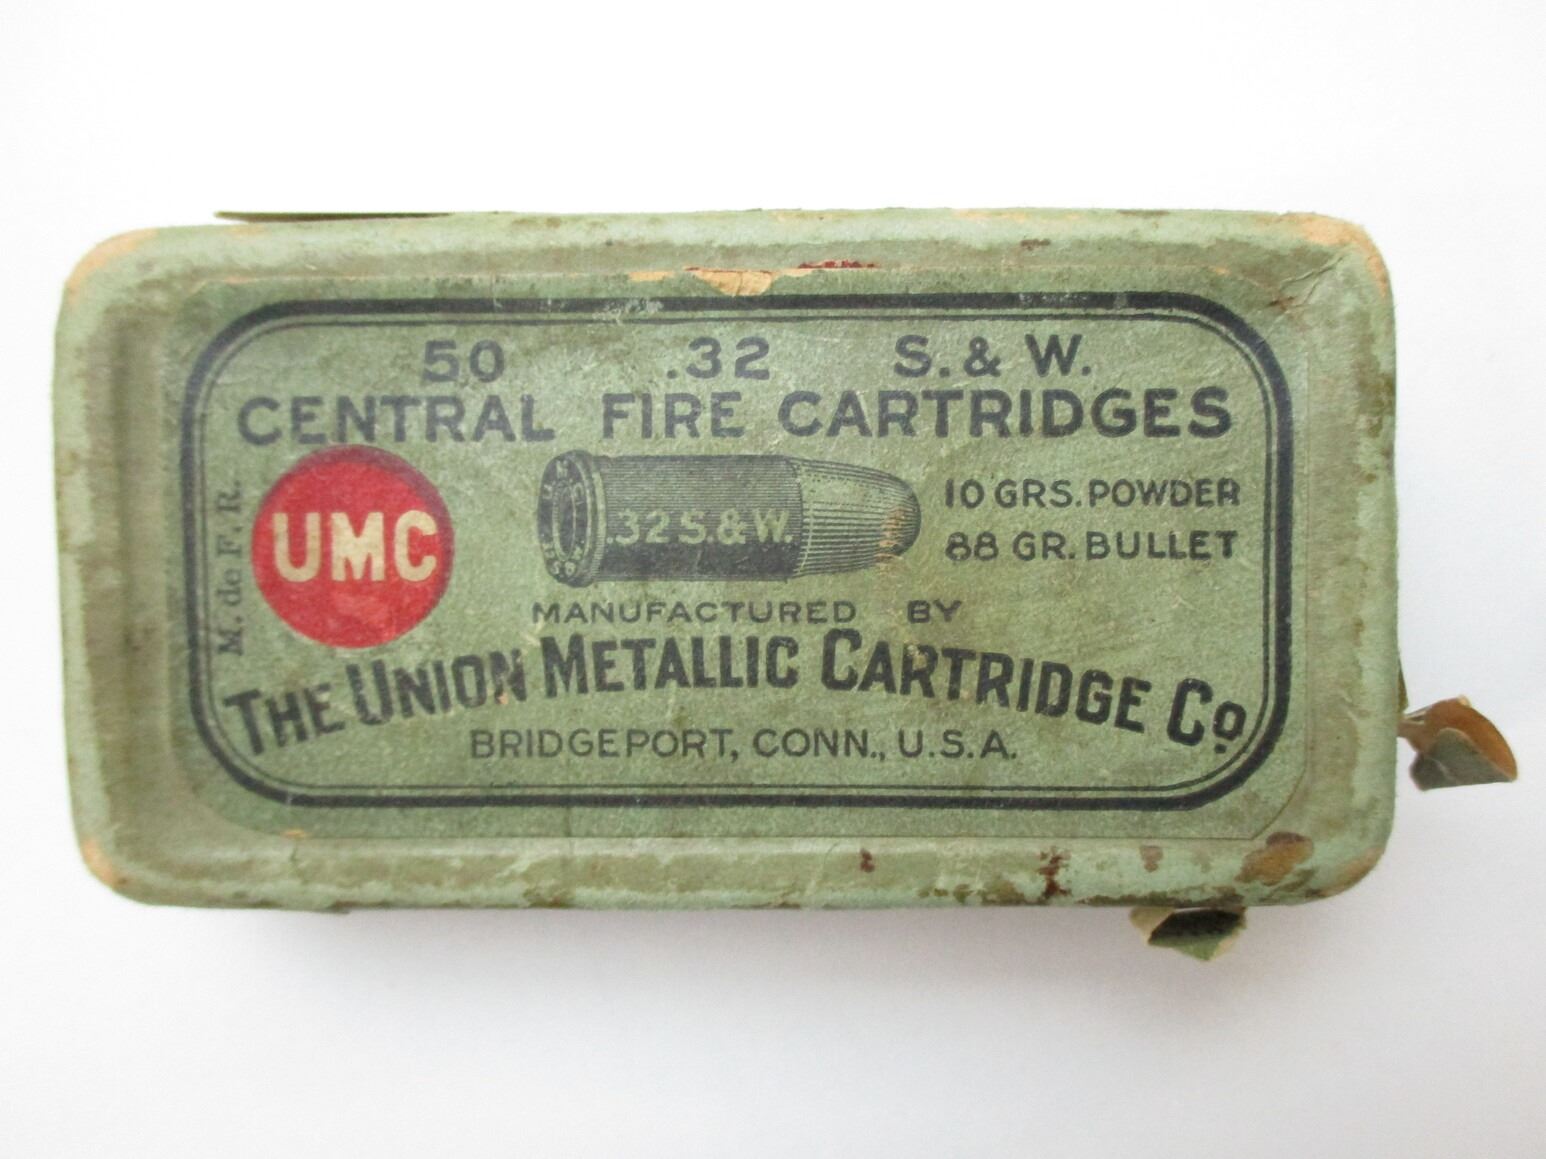 50 .32 S. & W.
CENTRAL FIRE CARTRIDGES
M. de F. R.
UMC
.32 S. & W.
10 GRS. POWDER
88 GR. BULLET
MANUFACTURED BY
THE UNION METALLIC CARTRIDGE Co
BRIDGEPORT, CONN., U.S.A.